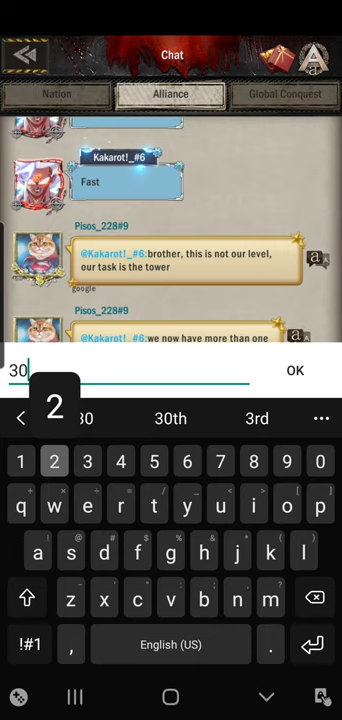 Chat
Nation
Alliance
Global Conquest
Kakarot!_#6
Fast
Pisos_228#9
@Kakarot!_#6:brother, this is not our level,
our task is the tower
google
Pisos_228#9
@Kakarot!_#6:we now have more than one
30
OK
2
30
30th
3rd
1 2 3 4 5 6 7 8 9 0
q w e r t y u i o p
a s d f g h j k l
z x c v b n m
!#1 , English (US) .